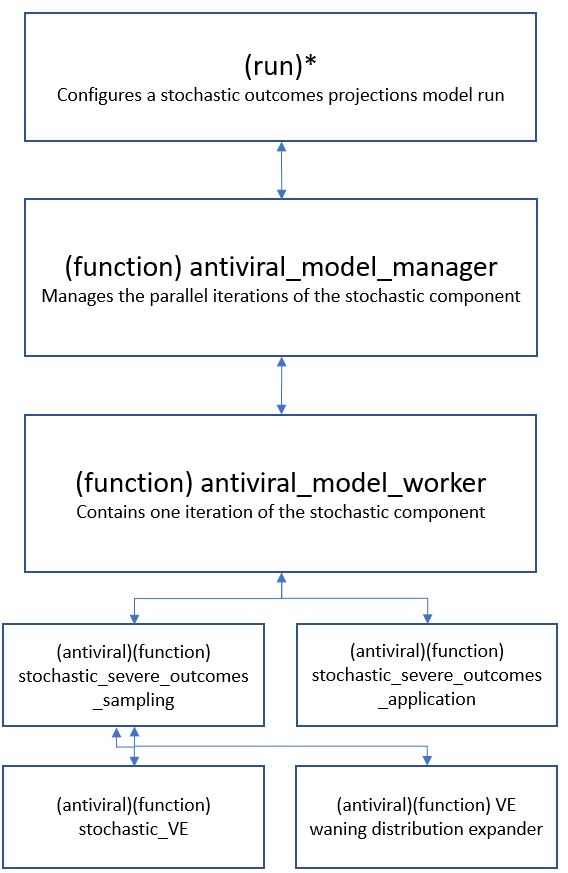 (run)*
Configures a stochastic outcomes projections model run
(function) antiviral_model_manager
Manages the parallel iterations of the stochastic component
(function) antiviral_model_worker
Contains one iteration of the stochastic component
(antiviral)(function)
stochastic_severe_outcomes
_sampling
(antiviral)(function)
stochastic_severe_outcomes
_application
(antiviral)(function)
stochastic_VE
(antiviral)(function) VE
waning distribution expander